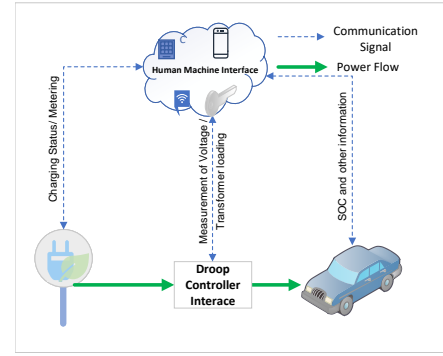 Communication
Signal
Power Flow
Human Machine Interface
Charging Status/ Metering
Measurement of Voltage /
Transformer loading
SOC and other information
Droop
Controller
Interace